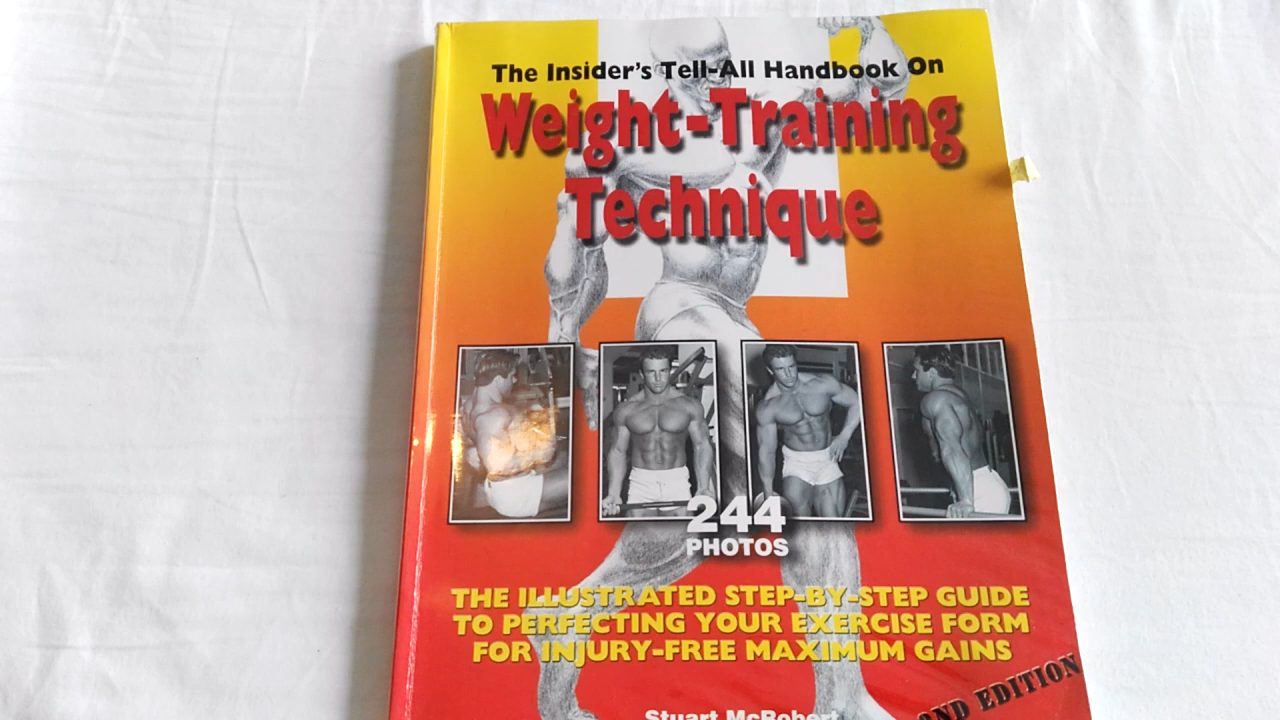 The Insider's Tell-All Handbook On
Weight-Training
Technique
244
PHOTOS
THE ILLUSTRATED STEP-BY-STEP GUIDE
TO PERFECTING YOUR EXERCISE FORM
FOR INJURY-FREE MAXIMUM GAINS
2ND EDITION
Stuart McRobert